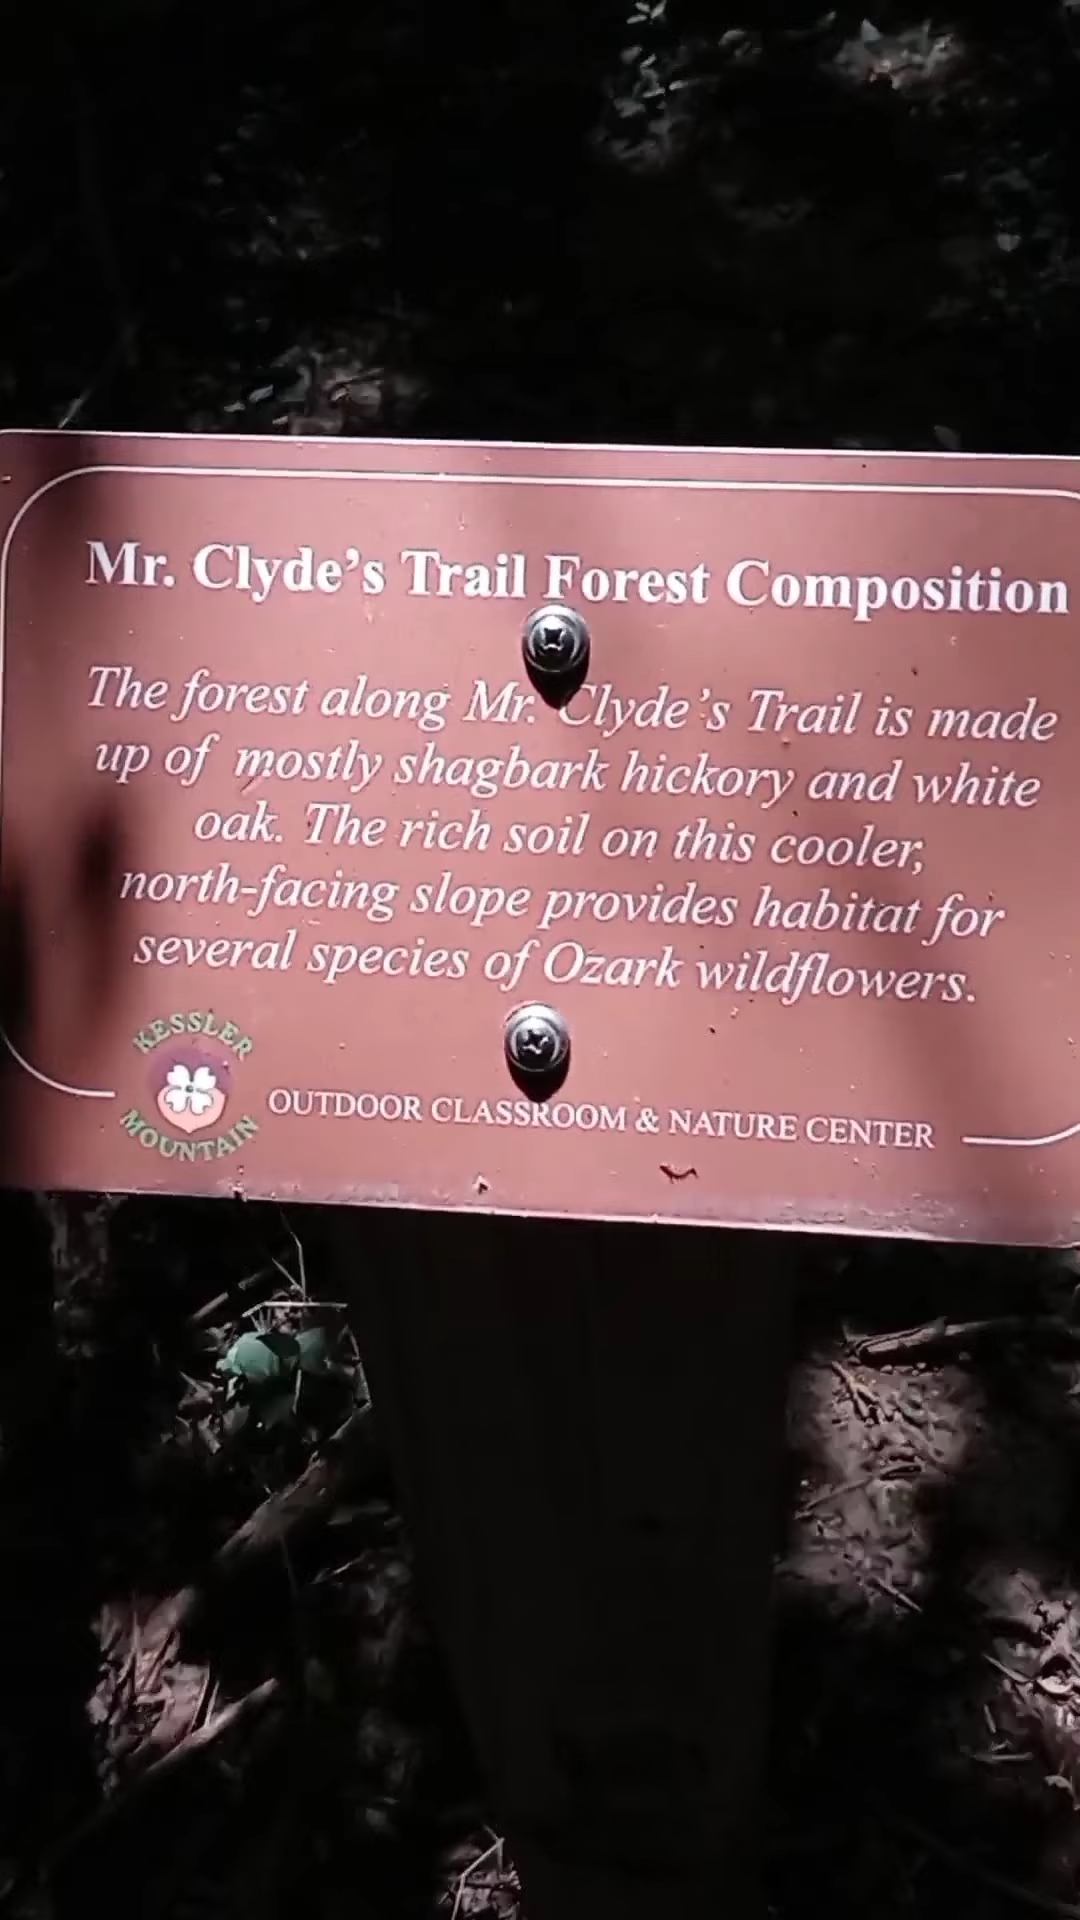 Mr. Clyde's Trail Forest Composition
The forest along Mr. Clyde's Trail is made
up of mostly shagbark hickory and white
oak. The rich soil on this cooler,
north-facing slope provides habitat for
several species of Ozark wildflowers.
KESSLER
MOUNTAIN
OUTDOOR CLASSROOM & NATURE CENTER